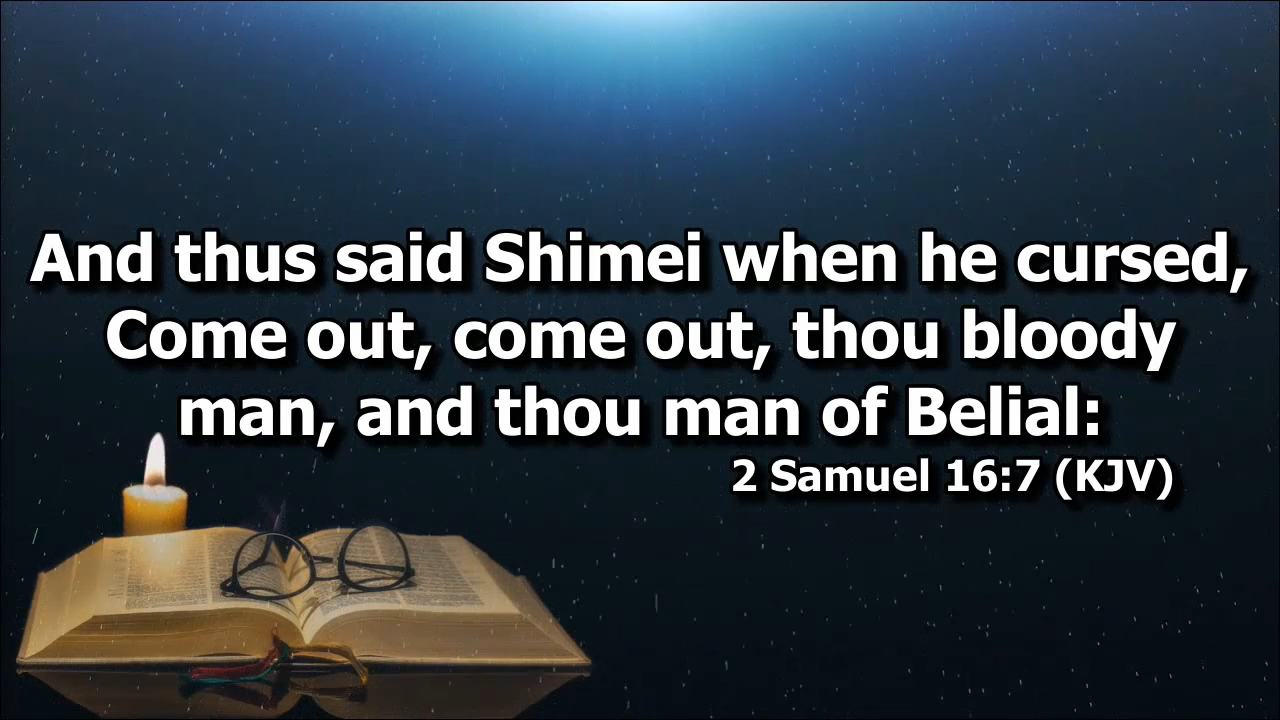 And thus said Shimei when he cursed,
Come out, come out, thou bloody
man, and thou man of Belial:
2 Samuel 16:7 (KJV)